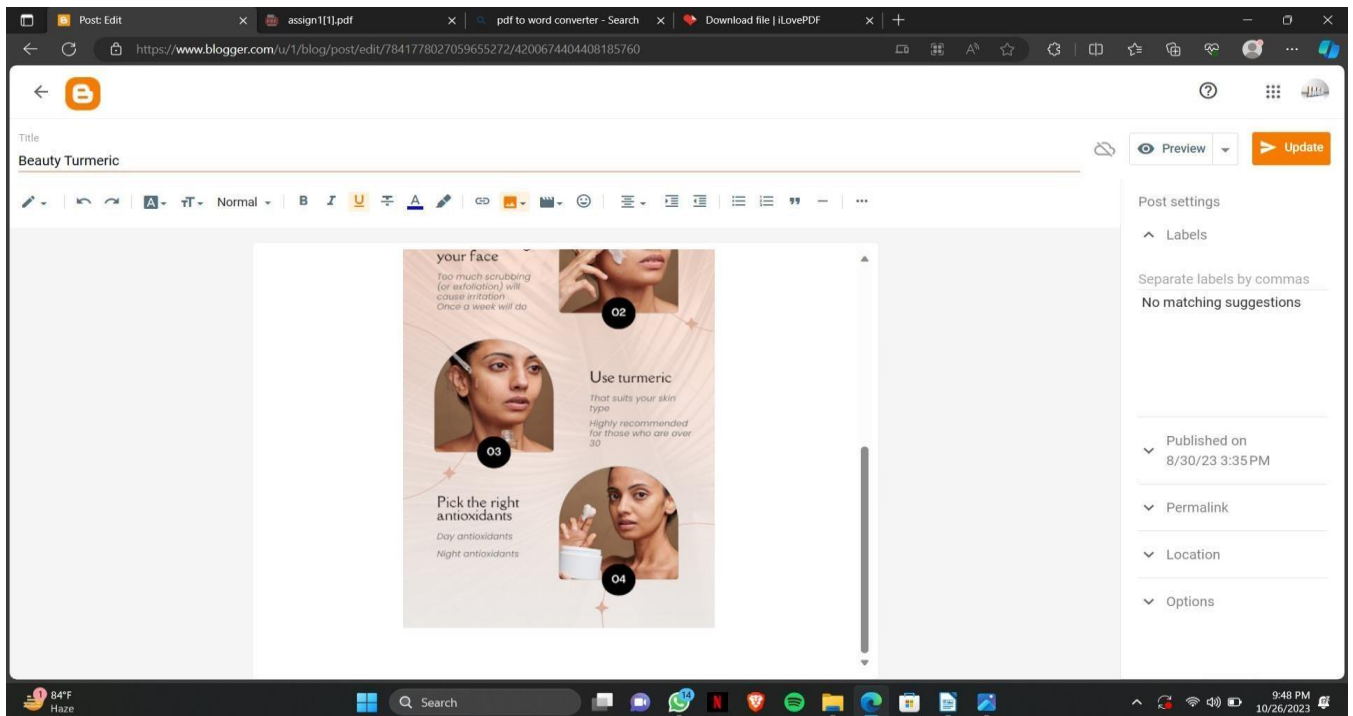 Post: Edit
assign1[1].pdf
pdf to word converter - Search
Download file | iLovePDF
https://www.blogger.com/u/1/blog/post/edit/7841778027059655272/4200674404408185760
Title
Beauty Turmeric
Preview
Update
Normal
B I U A
Post settings
Labels
Separate labels by commas
No matching suggestions
Published on
8/30/23 3:35 PM
Permalink
Location
Options
your face
Too much scrubbing
(or exfoliation) will
cause irritation
Once a week will do
02
Use turmeric
That suits your skin
type
Highly recommended
for those who are over
30
03
Pick the right
antioxidants
Day antioxidants
Night antioxidants
04
1
84°F
Haze
Search
14
9:48 PM
10/26/2023